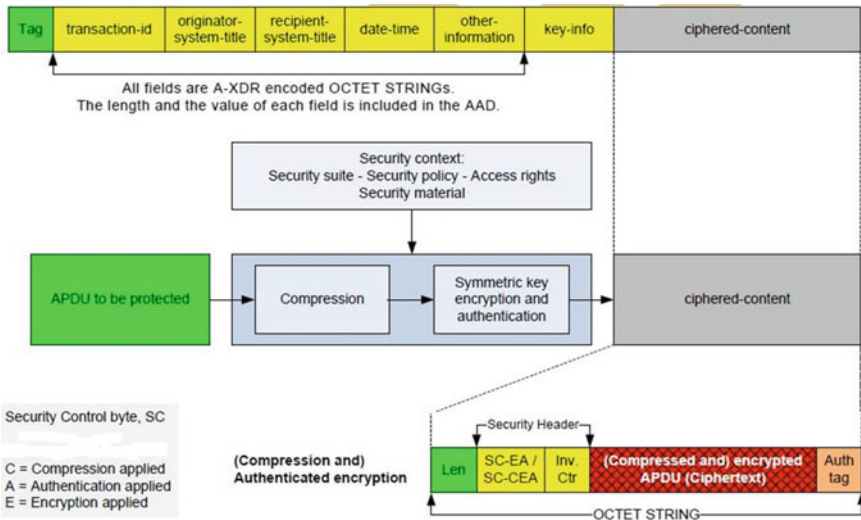 Tag
transaction-id
originator-
system-title
recipient-
system-title
date-time
other-
information
key-info
ciphered-content
All fields are A-XDR encoded OCTET STRINGs.
The length and the value of each field is included in the AAD.
Security context:
Security suite - Security policy - Access rights
Security material
APDU to be protected
Compression
Symmetric key
encryption and
authentication
ciphered-content
Security Control byte, SC
C = Compression applied
A = Authentication applied
E = Encryption applied
(Compression and)
Authenticated encryption
Security Header
Len
SC-EA /
SC-CEA
Inv.
Ctr
(Compressed and) encrypted
APDU (Ciphertext)
Auth
tag
OCTET STRING